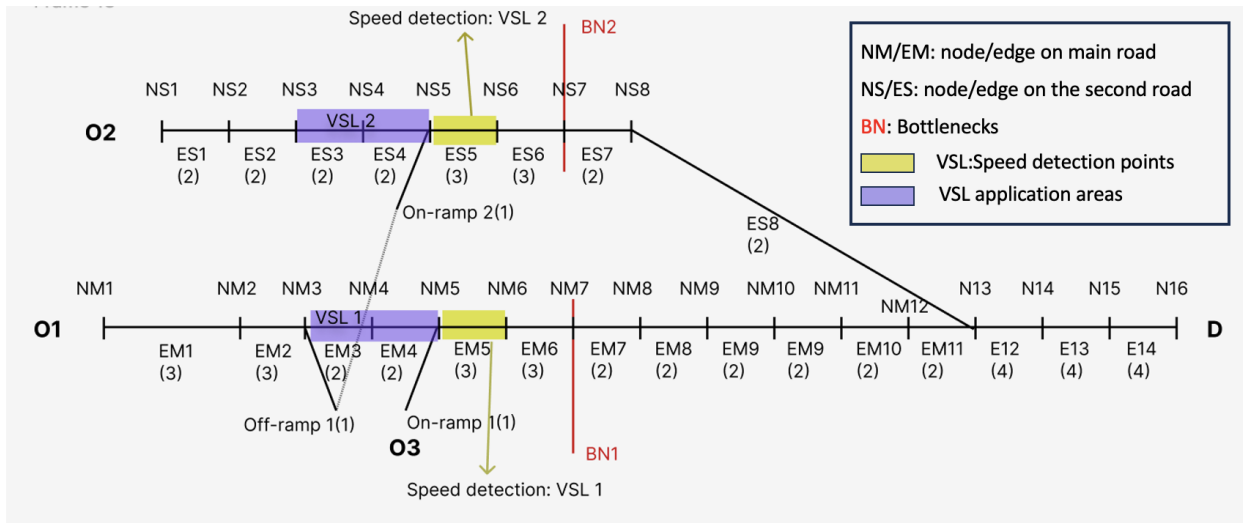 Speed detection: VSL 2
BN2
NS1 NS2 NS3 NS4 NS5 NS6 NS7 NS8
O2
VSL 2
ES1 ES2 ES3 ES4 ES5 ES6 ES7
(2) (2) (2) (2) (3) (3) (2)
On-ramp 2(1)
ES8
(2)
NM/EM: node/edge on main road
NS/ES: node/edge on the second road
BN: Bottlenecks
VSL:Speed detection points
VSL application areas
NM1 NM2 NM3 NM4 NM5 NM6 NM7 NM8 NM9 NM10 NM11 NM12 N13 N14 N15 N16
O1
VSL 1
D
EM1 EM2 EM3 EM4 EM5 EM6 EM7 EM8 EM9 EM9 EM10 EM11 E12 E13 E14
(3) (3) (2) (2) (3) (3) (2) (2) (2) (2) (2) (2) (4) (4) (4)
Off-ramp 1(1)
On-ramp 1(1)
O3
BN1
Speed detection: VSL 1